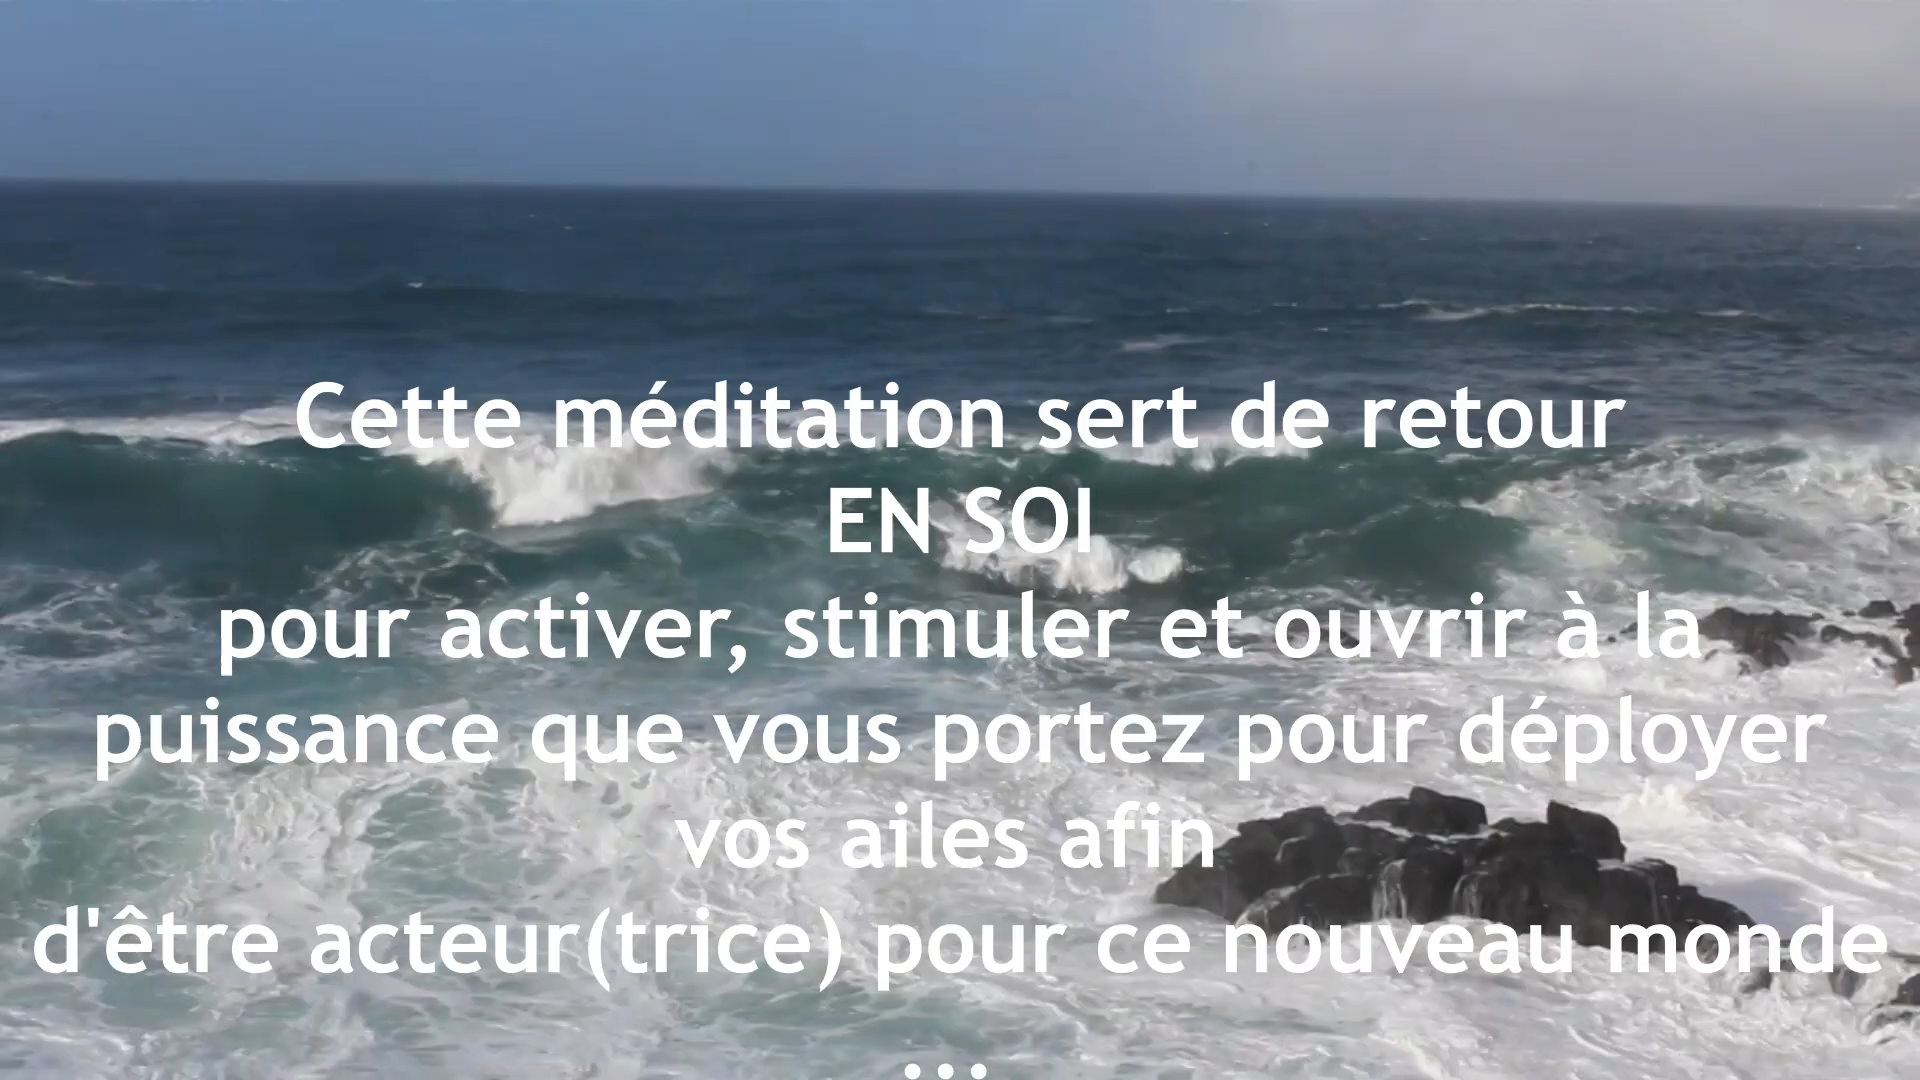 Cette méditation sert de retour
EN SOI
pour activer, stimuler et ouvrir à la
puissance que vous portez pour déployer
vos ailes afin
d'être acteur(trice) pour ce nouveau monde
...